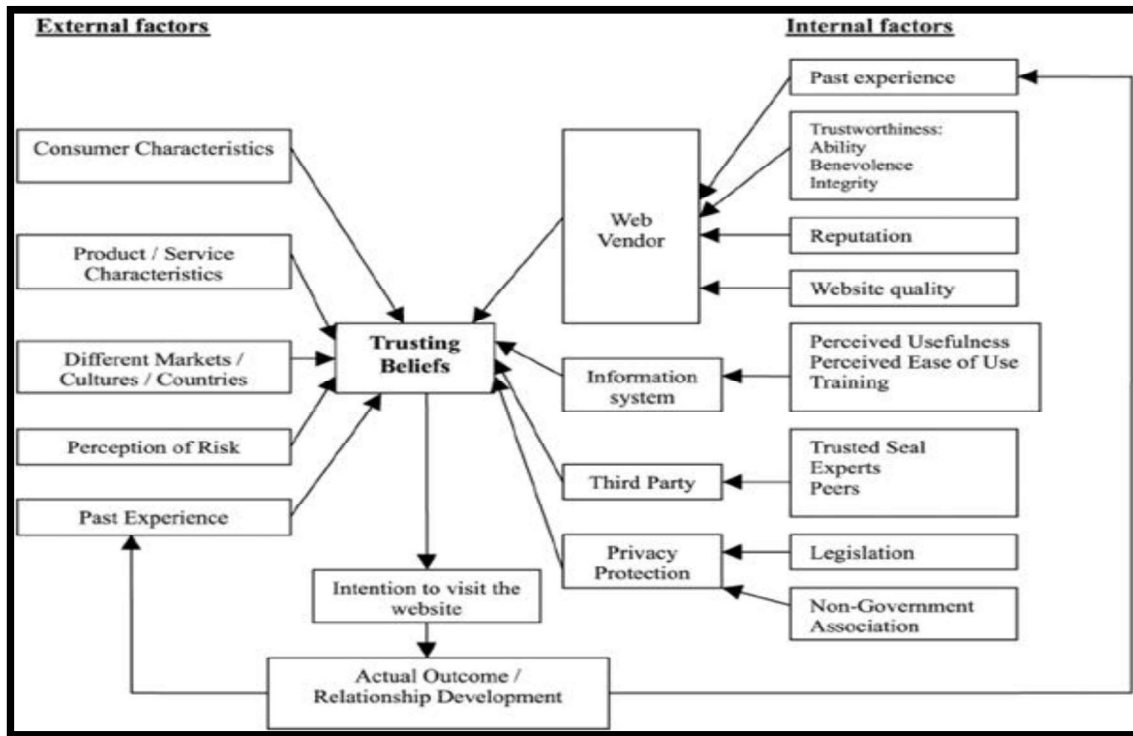 External factors
Internal factors
Consumer Characteristics
Product / Service
Characteristics
Different Markets /
Cultures / Countries
Perception of Risk
Past Experience
Trusting
Beliefs
Intention to visit the
website
Actual Outcome /
Relationship Development
Web
Vendor
Information
system
Third Party
Privacy
Protection
Past experience
Trustworthiness:
Ability
Benevolence
Integrity
Reputation
Website quality
Perceived Usefulness
Perceived Ease of Use
Training
Trusted Seal
Experts
Peers
Legislation
Non-Government
Association